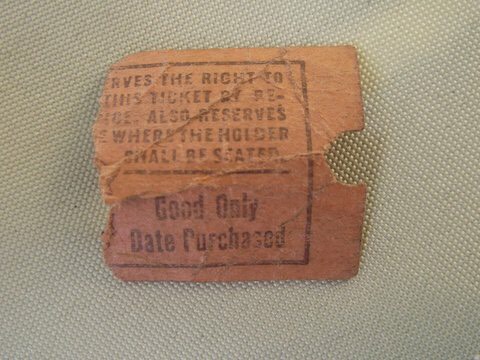 RVES THE RIGHT TO
THIS TICKET BY RE-
ICE. ALSO RESERVES
WHERE THE HOLDER
SHALL BE SEATED.
Good Only
Date Purchased